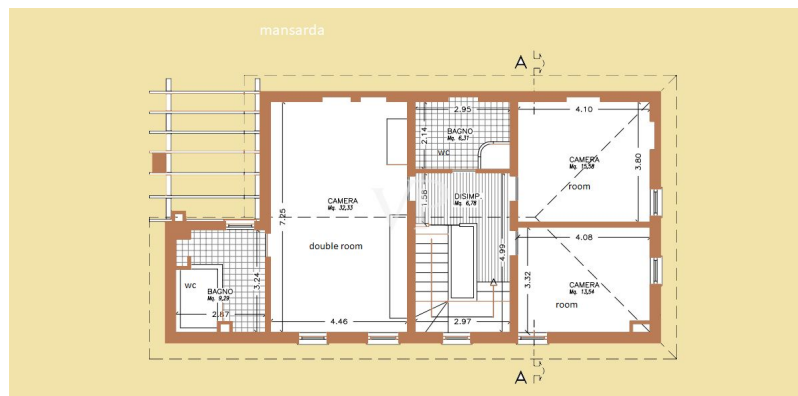 mansarda
A
2.95
4.10
2.14
BAGNO
Mq. 6,31
wc
CAMERA
Mq. 15,58
3.80
room
1.58
DISIMP.
Mq. 6,78
CAMERA
Mq. 32,33
7.25
double room
4.99
4.08
3.32
CAMERA
Mq. 13,54
room
3.24
wc
BAGNO
Mq. 9,29
2.87
4.46
2.97
A